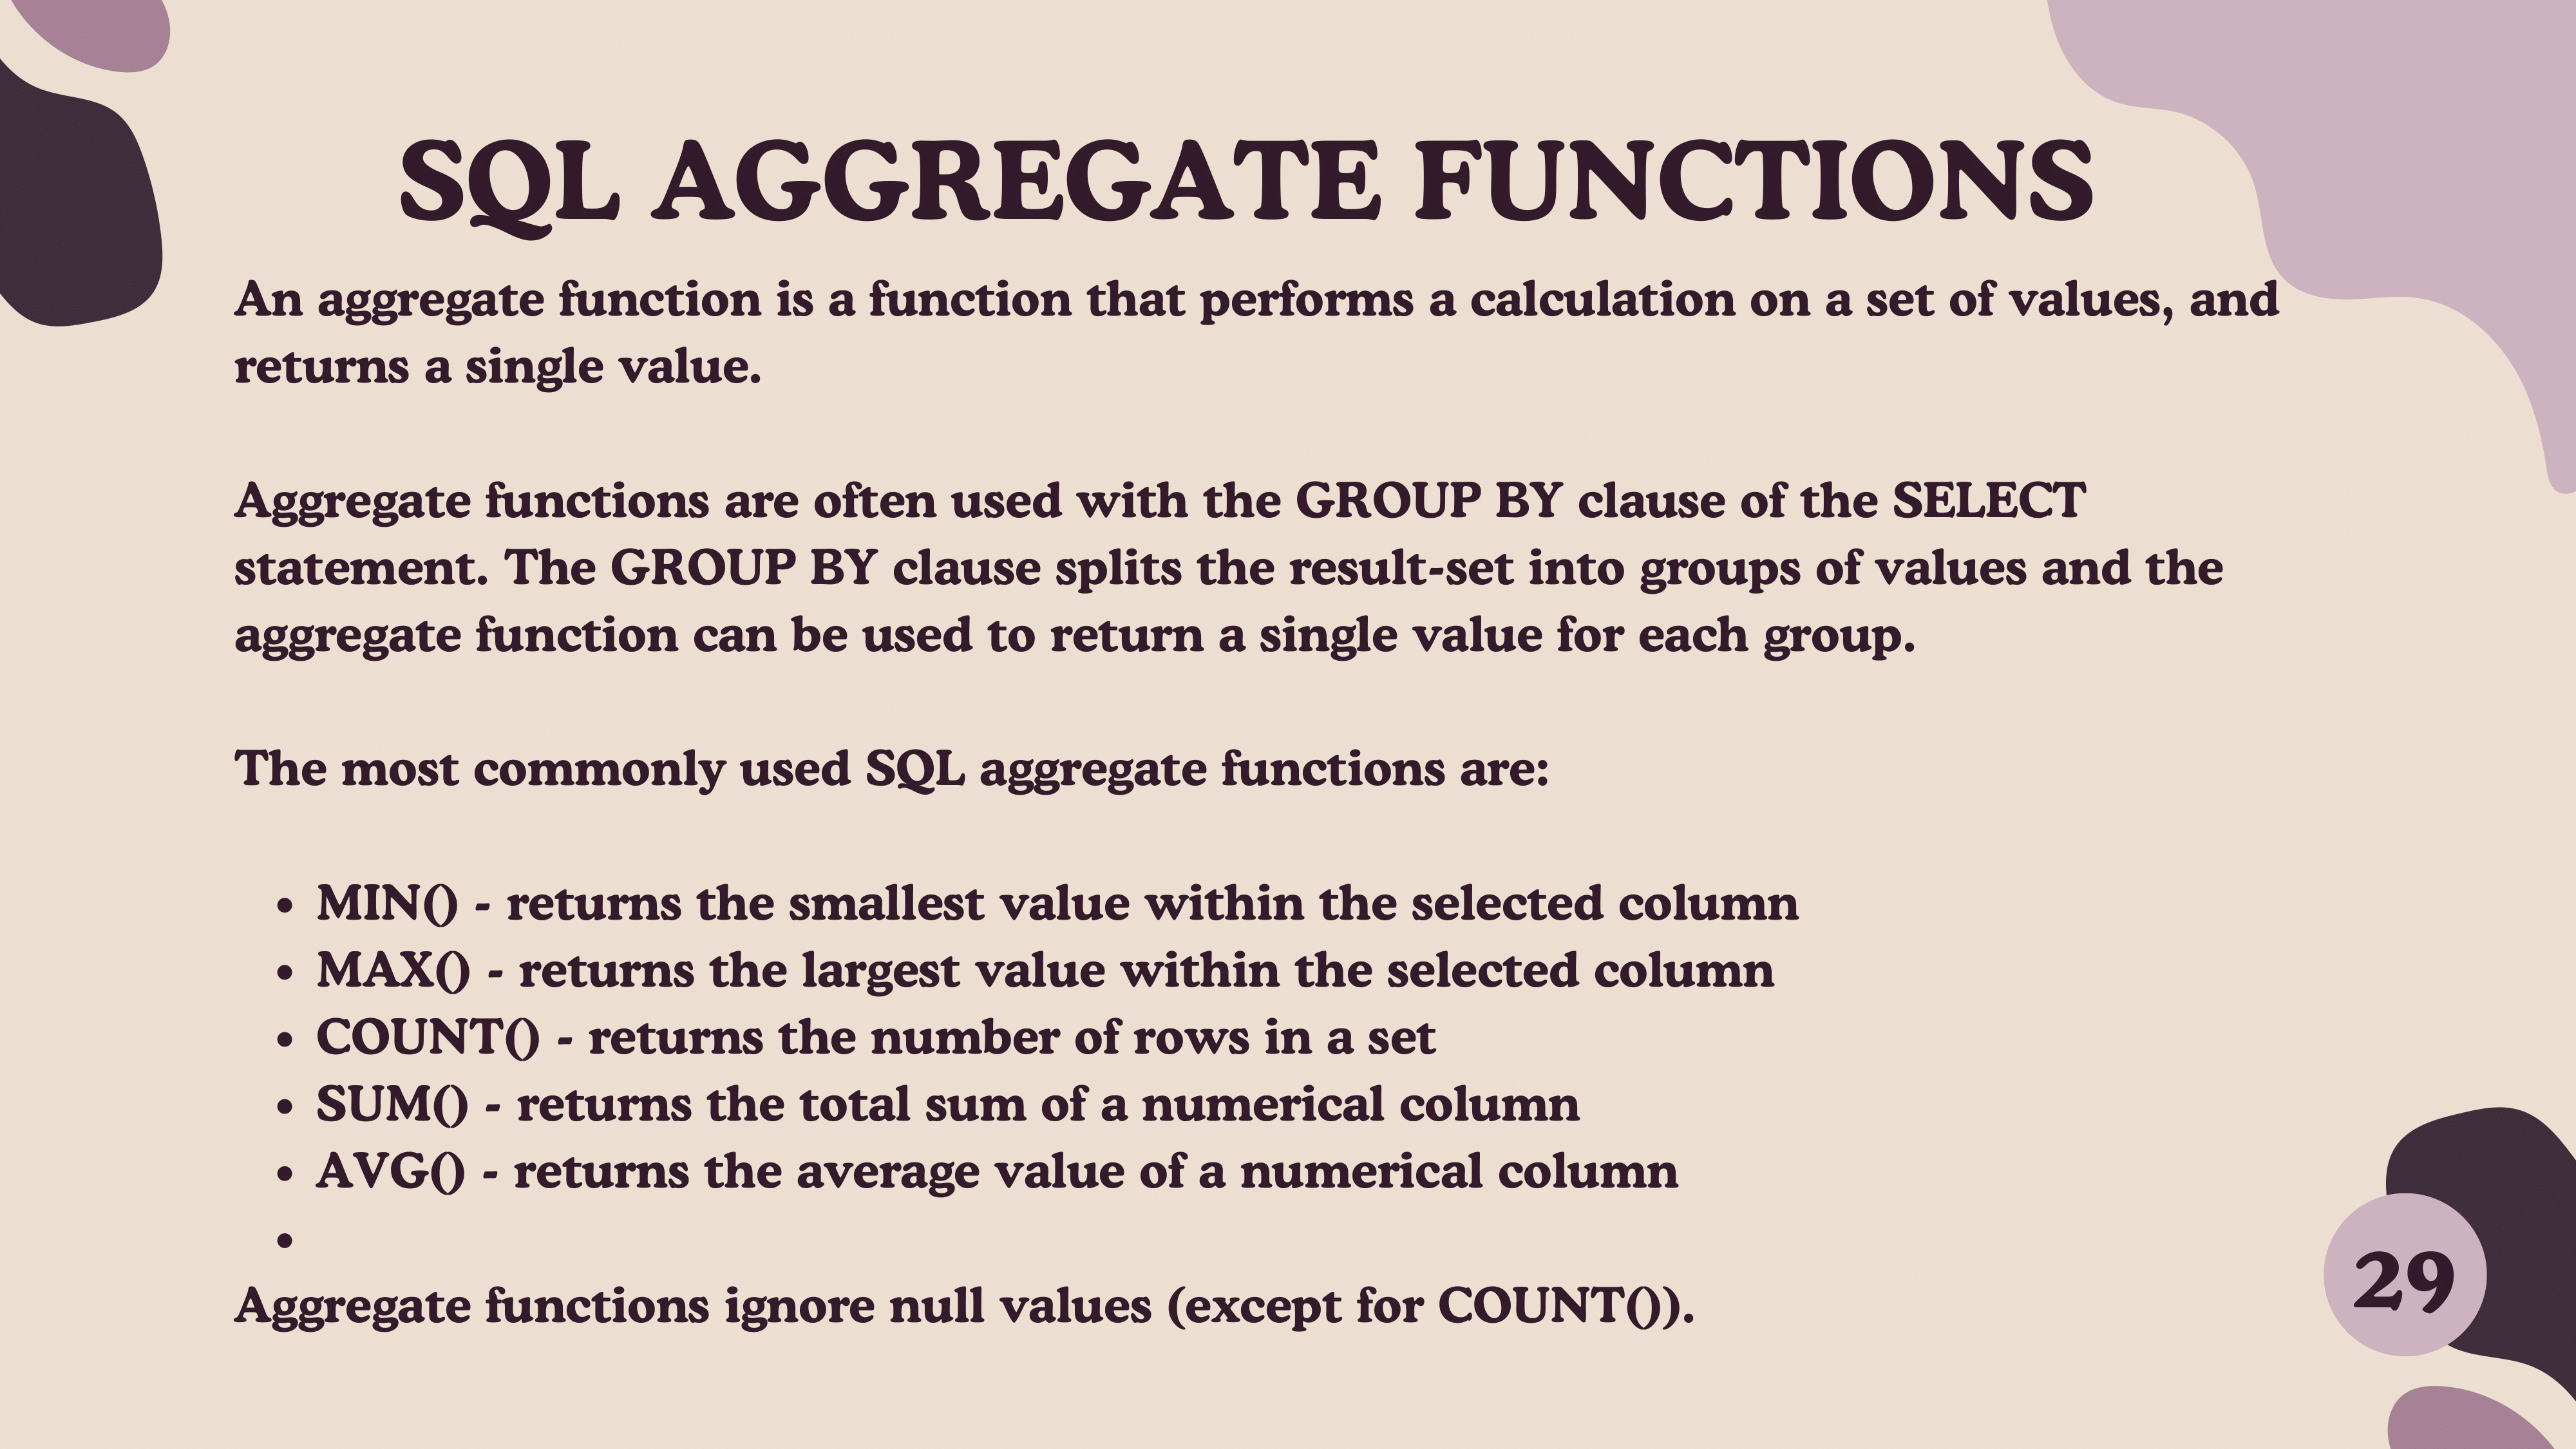 SQL AGGREGATE FUNCTIONS
An aggregate function is a function that performs a calculation on a set of values, and
returns a single value.
Aggregate functions are often used with the GROUP BY clause of the SELECT
statement. The GROUP BY clause splits the result-set into groups of values and the
aggregate function can be used to return a single value for each group.
The most commonly used SQL aggregate functions are:
• MIN() - returns the smallest value within the selected column
• MAX() - returns the largest value within the selected column
• COUNT() - returns the number of rows in a set
• SUM() - returns the total sum of a numerical column
• AVG() - returns the average value of a numerical column
•
Aggregate functions ignore null values (except for COUNT()).
29